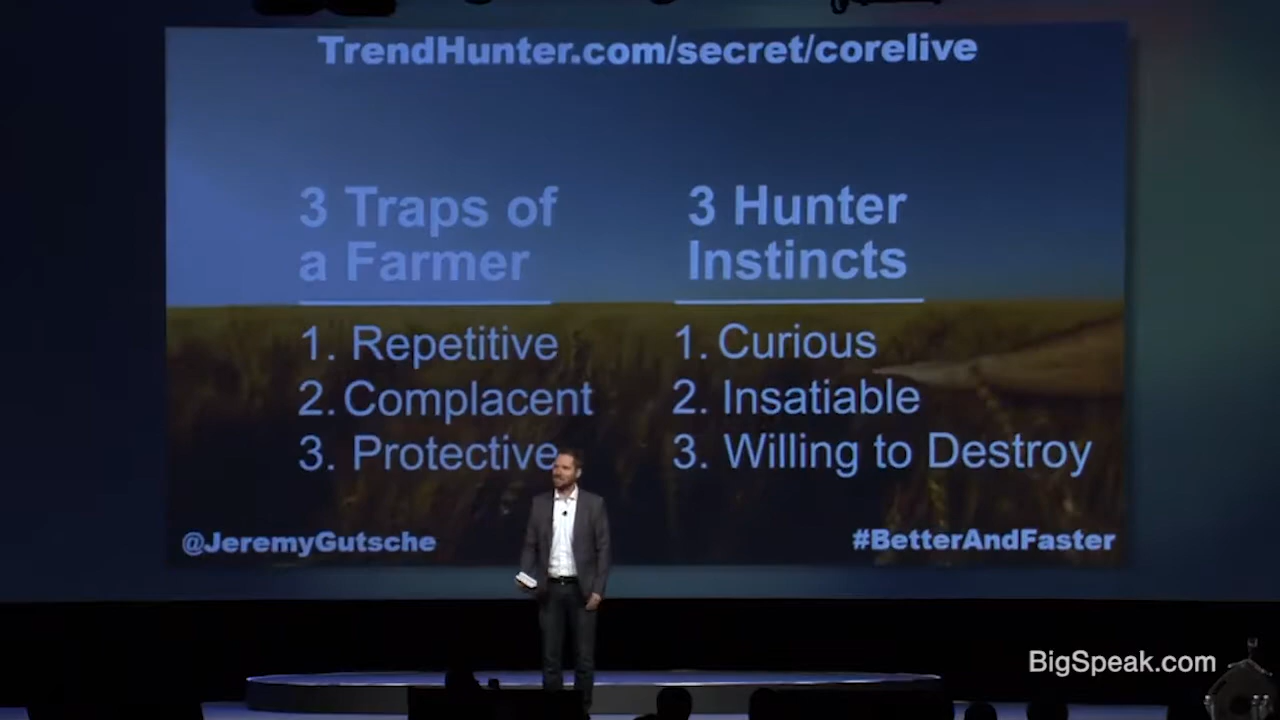 TrendHunter.com/secret/corelive
3 Traps of
a Farmer
1. Repetitive
2. Complacent
3. Protective
3 Hunter
Instincts
1. Curious
2. Insatiable
3. Willing to Destroy
@JeremyGutsche
#BetterAndFaster
BigSpeak.com